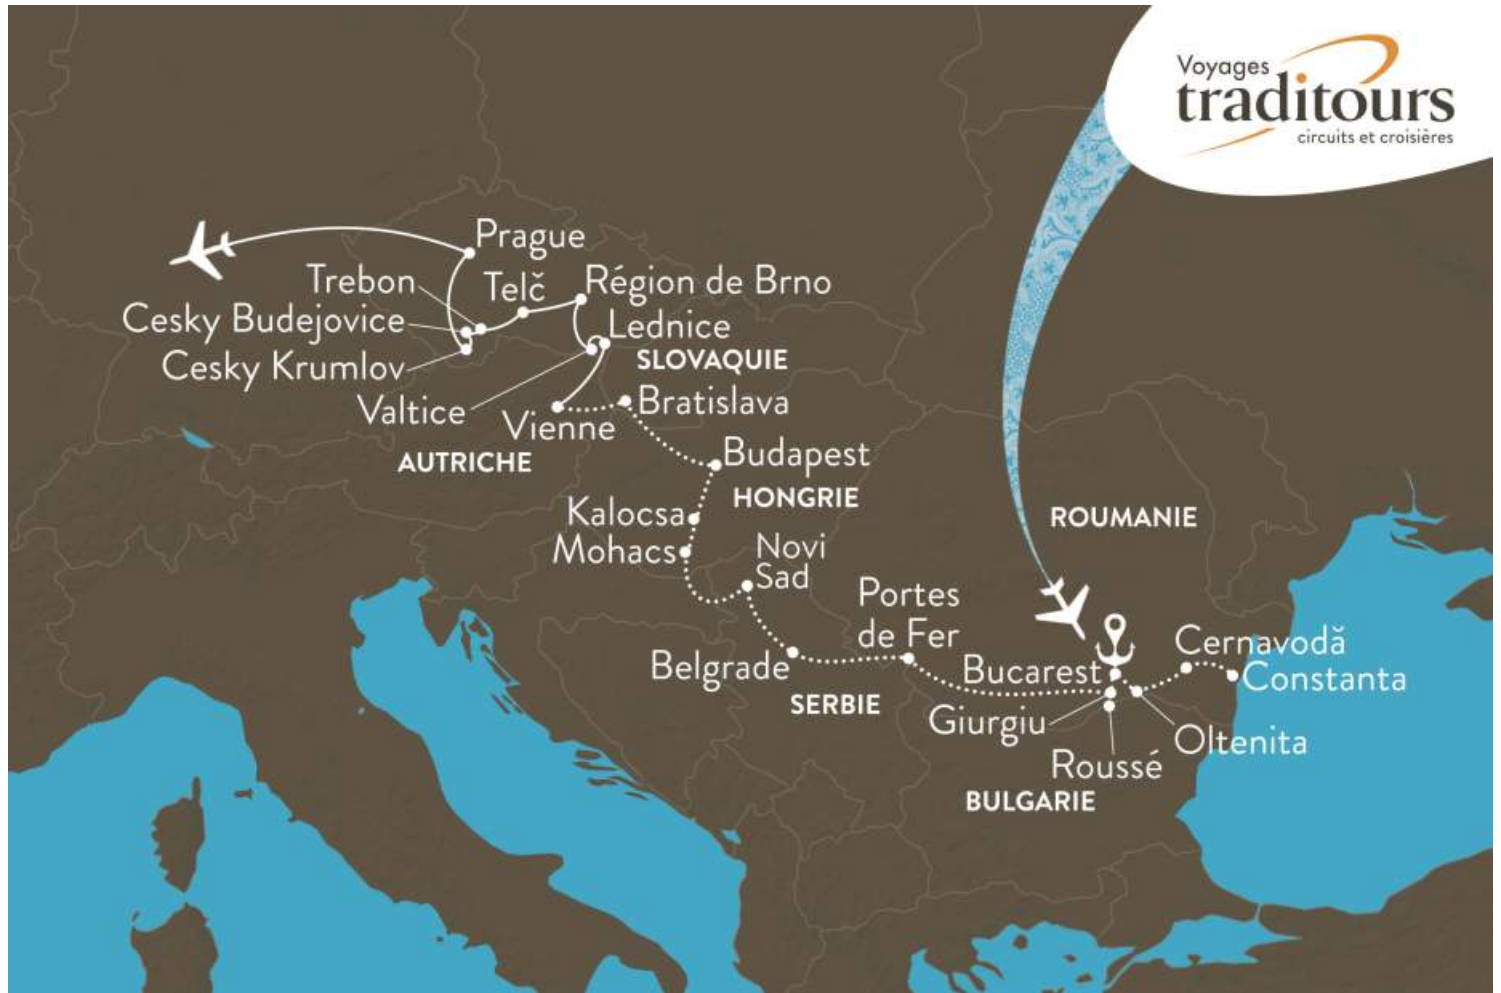 Voyages
traditours
circuits et croisières
Prague
Trebon
Telč
Région de Brno
Cesky Budejovice
Lednice
SLOVAQUIE
Cesky Krumlov
Valtice
Bratislava
Vienne
AUTRICHE
Budapest
HONGRIE
Kalocsa
ROUMANIE
Mohacs
Novi
Sad
Portes
de Fer
Cernavodă
Belgrade
Bucarest
Constanta
SERBIE
Giurgiu
Oltenita
Roussé
BULGARIE